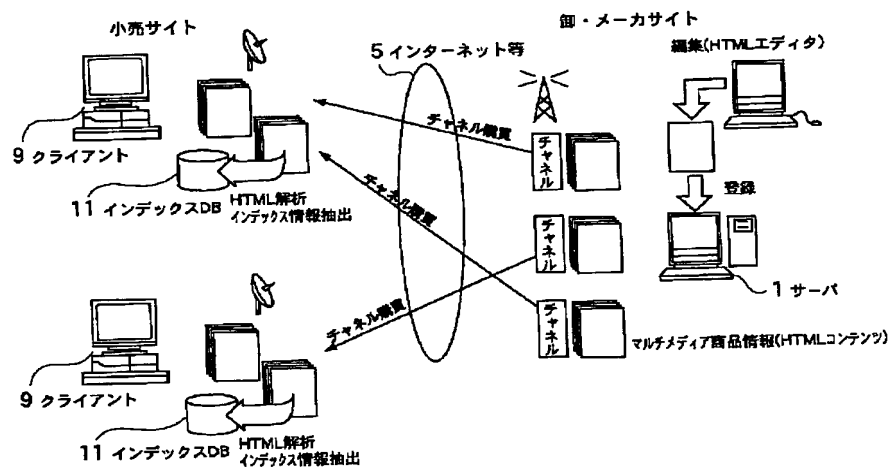 小売サイト
卸・メーカサイト
編集(HTMLエディタ)
5 インターネット等
チャネル購買
チャネル
9 クライアント
11 インデックスDB
HTML解析
インデックス情報抽出
登録
チャネル購買
チャネル
1 サーバ
チャネル購買
チャネル
マルチメディア商品情報(HTMLコンテンツ)
9 クライアント
11 インデックスDB
HTML解析
インデックス情報抽出